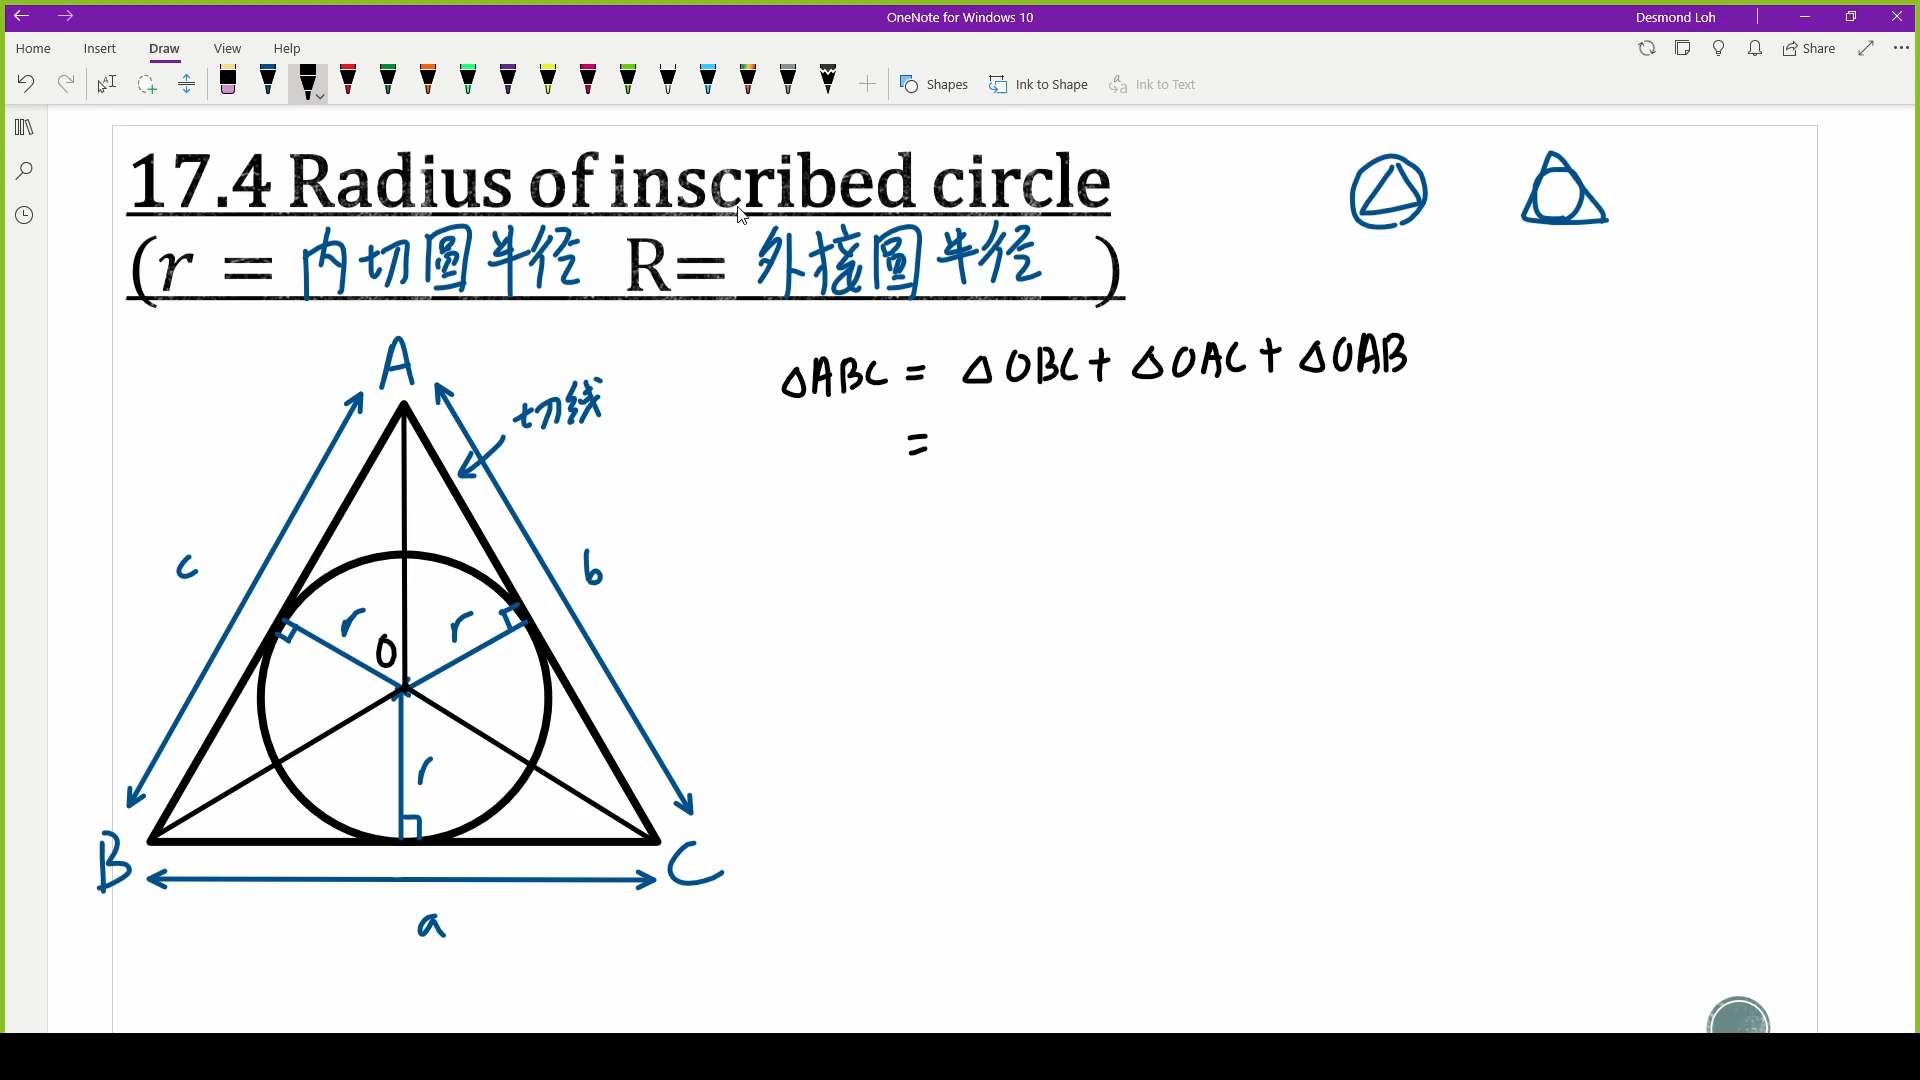 OneNote for Windows 10
Desmond Loh
Home Insert Draw View Help
Share
Shapes Ink to Shape Ink to Text
17.4 Radius of inscribed circle
(r = 内切圆半径 R= 外接圆半径 )
A
切线
△ABC = △OBC + △OAC + △OAB
=
c
b
r
r
O
r
B
C
a